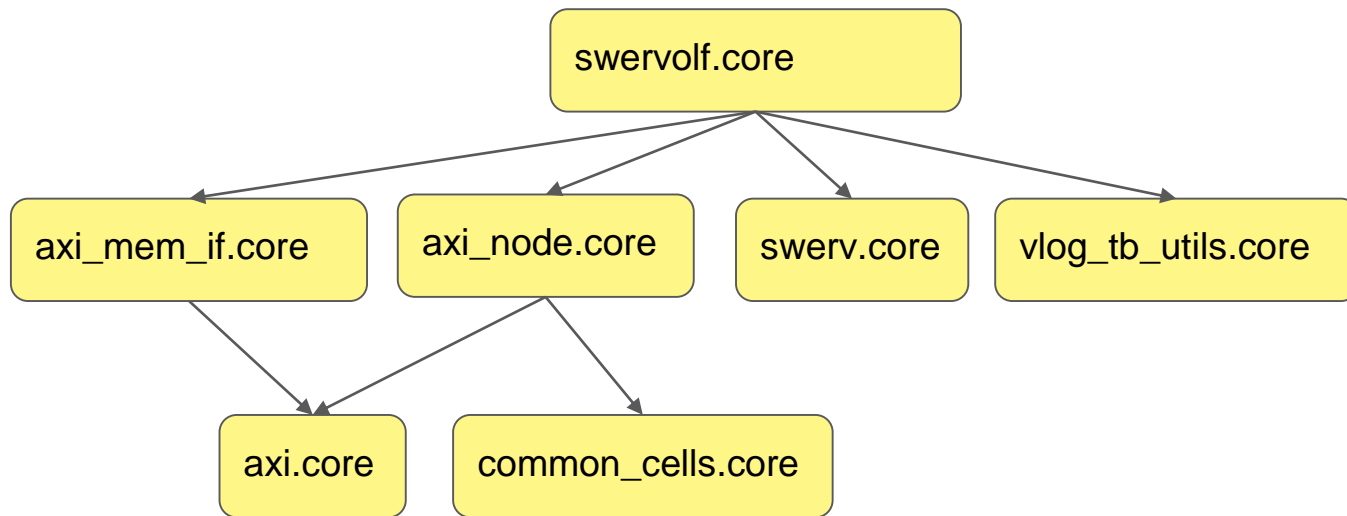 swervolf.core
axi_mem_if.core
axi_node.core
swerv.core
vlog_tb_utils.core
axi.core
common_cells.core